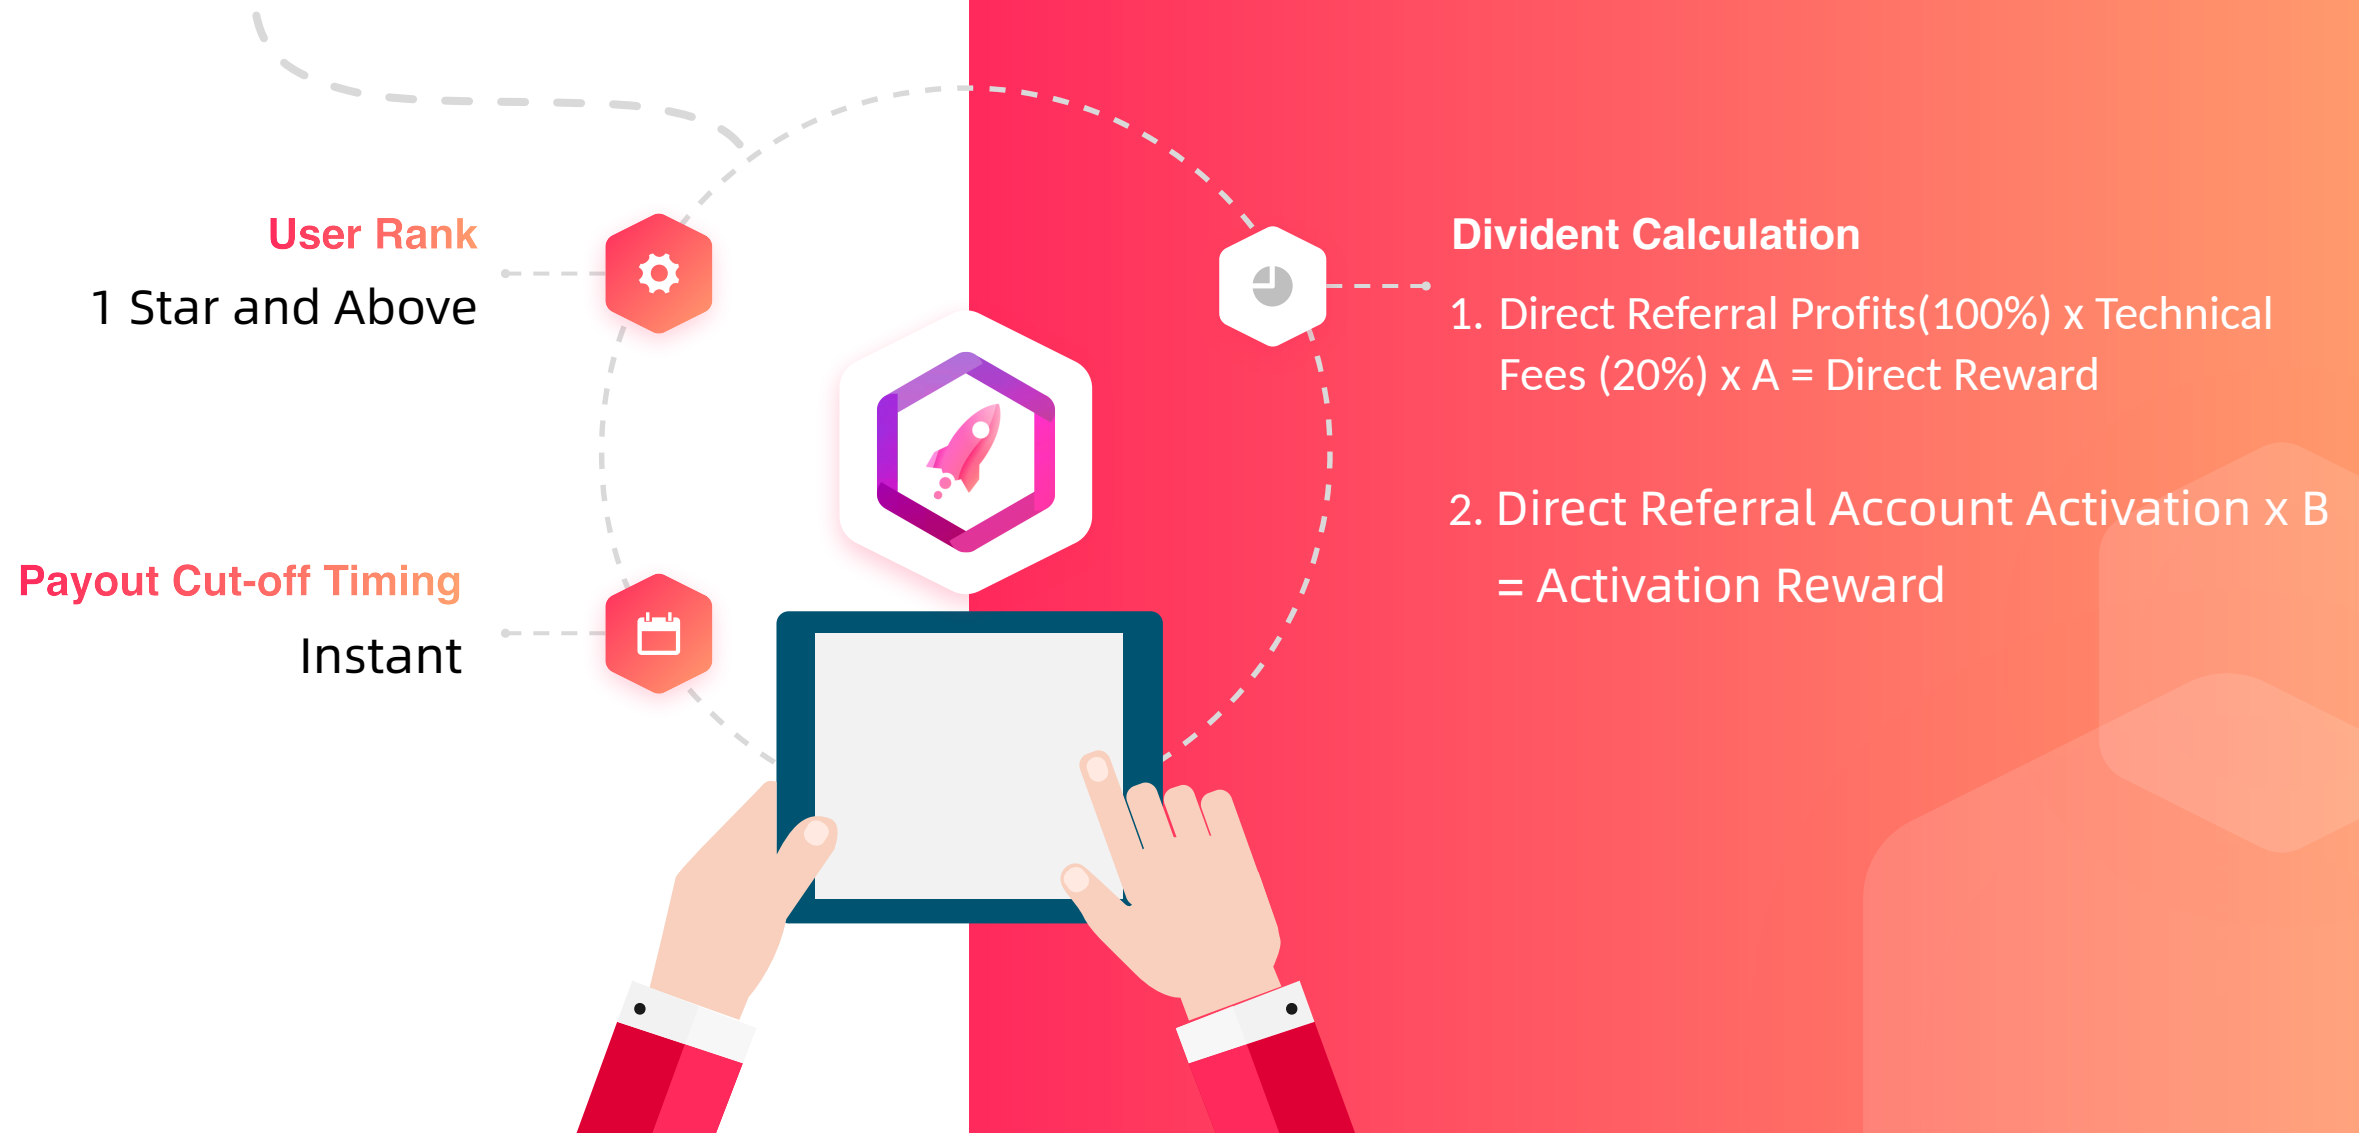 User Rank
1 Star and Above
Payout Cut-off Timing
Instant
Divident Calculation
1. Direct Referral Profits(100%) x Technical
Fees (20%) x A = Direct Reward
2. Direct Referral Account Activation x B
= Activation Reward